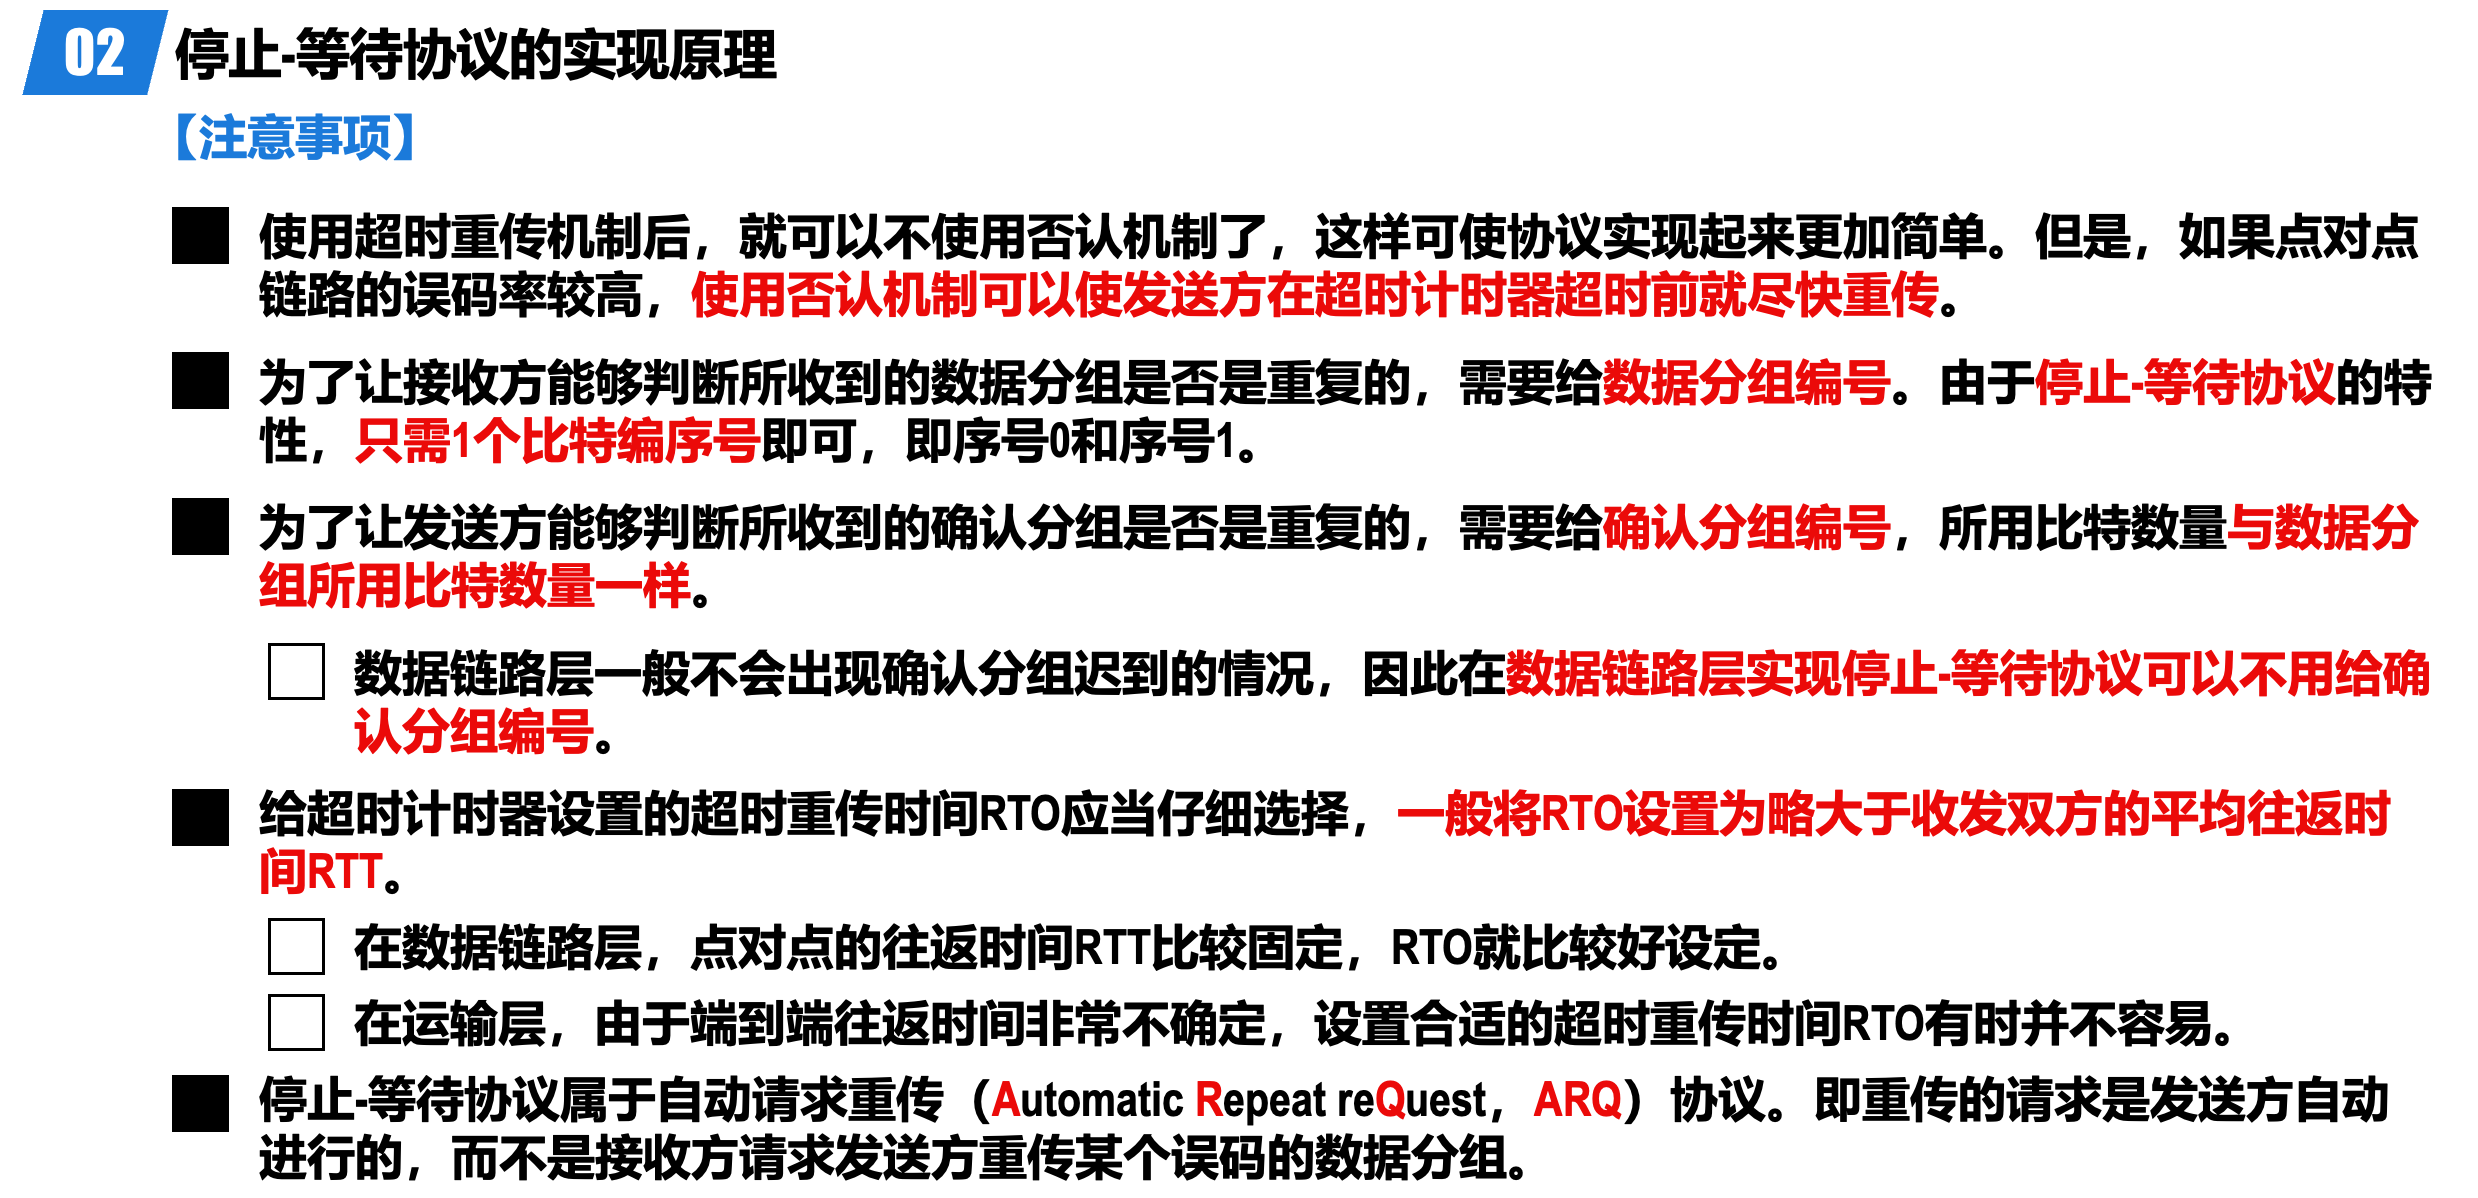 02 停止-等待协议的实现原理
【注意事项】
使用超时重传机制后，就可以不使用否认机制了，这样可使协议实现起来更加简单。但是，如果点对点
链路的误码率较高，使用否认机制可以使发送方在超时计时器超时前就尽快重传。
为了让接收方能够判断所收到的数据分组是否是重复的，需要给数据分组编号。由于停止-等待协议的特
性，只需1个比特编序号即可，即序号0和序号1。
为了让发送方能够判断所收到的确认分组是否是重复的，需要给确认分组编号，所用比特数量与数据分
组所用比特数量一样。
数据链路层一般不会出现确认分组迟到的情况，因此在数据链路层实现停止-等待协议可以不用给确
认分组编号。
给超时计时器设置的超时重传时间RTO应当仔细选择，一般将RTO设置为略大于收发双方的平均往返时
间RTT。
在数据链路层，点对点的往返时间RTT比较固定，RTO就比较好设定。
在运输层，由于端到端往返时间非常不确定，设置合适的超时重传时间RTO有时并不容易。
停止-等待协议属于自动请求重传（Automatic Repeat reQuest，ARQ）协议。即重传的请求是发送方自动
进行的，而不是接收方请求发送方重传某个误码的数据分组。